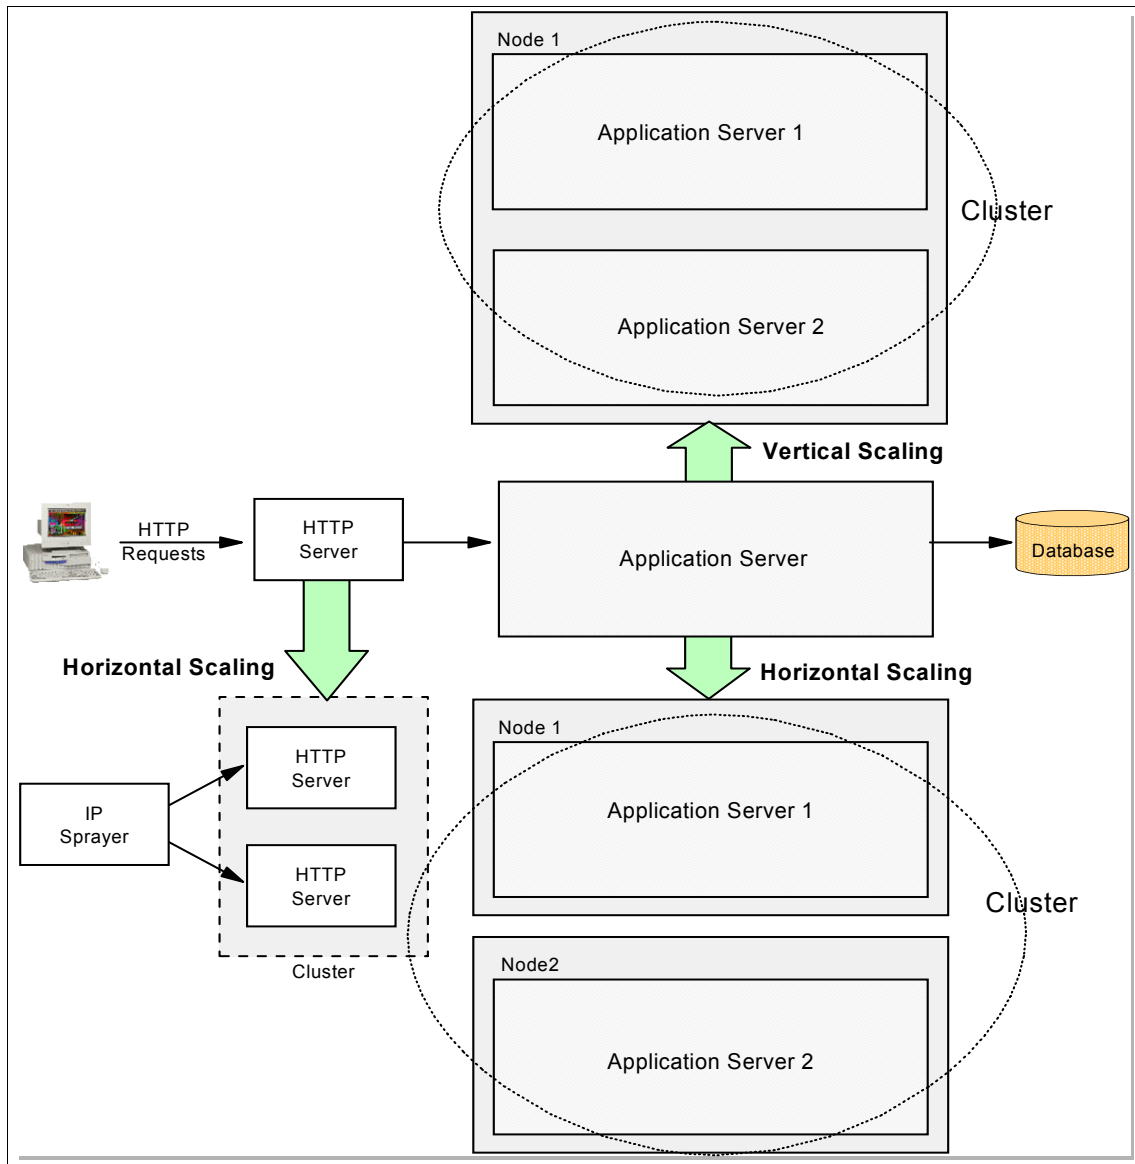 Node 1
Application Server 1
Cluster
Application Server 2
Vertical Scaling
HTTP
Requests
HTTP
Server
Application Server
Database
Horizontal Scaling
Horizontal Scaling
HTTP
Server
IP
Sprayer
HTTP
Server
Cluster
Node 1
Application Server 1
Cluster
Node2
Application Server 2